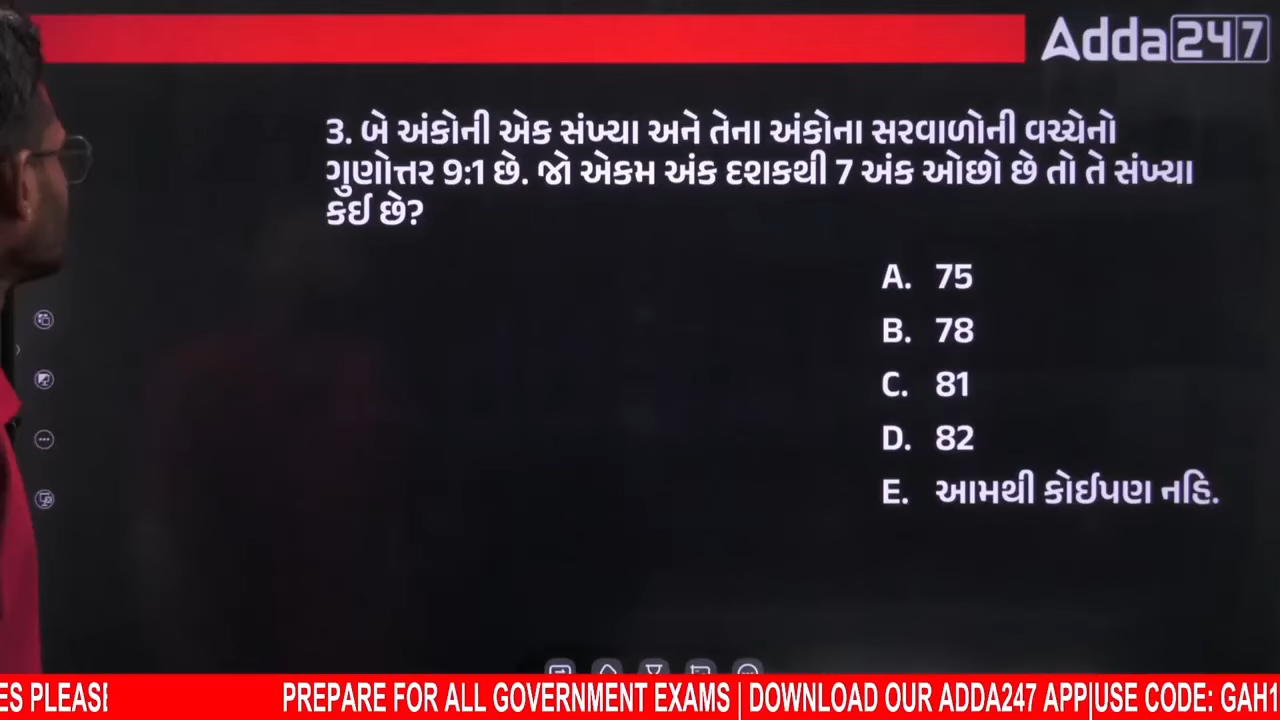 Adda247
3. બે અંકોની એક સંખ્યા અને તેના અંકોના સરવાળોની વચ્ચેનો
ગુણોત્તર 9:1 છે. જો એકમ અંક દશકથી 7 અંક ઓછો છે તો તે સંખ્યા
કઈ છે?
A. 75
B. 78
C. 81
D. 82
E. આમથી કોઈપણ નહિ.
ES PLEASE PREPARE FOR ALL GOVERNMENT EXAMS | DOWNLOAD OUR ADDA247 APP|USE CODE: GAH1